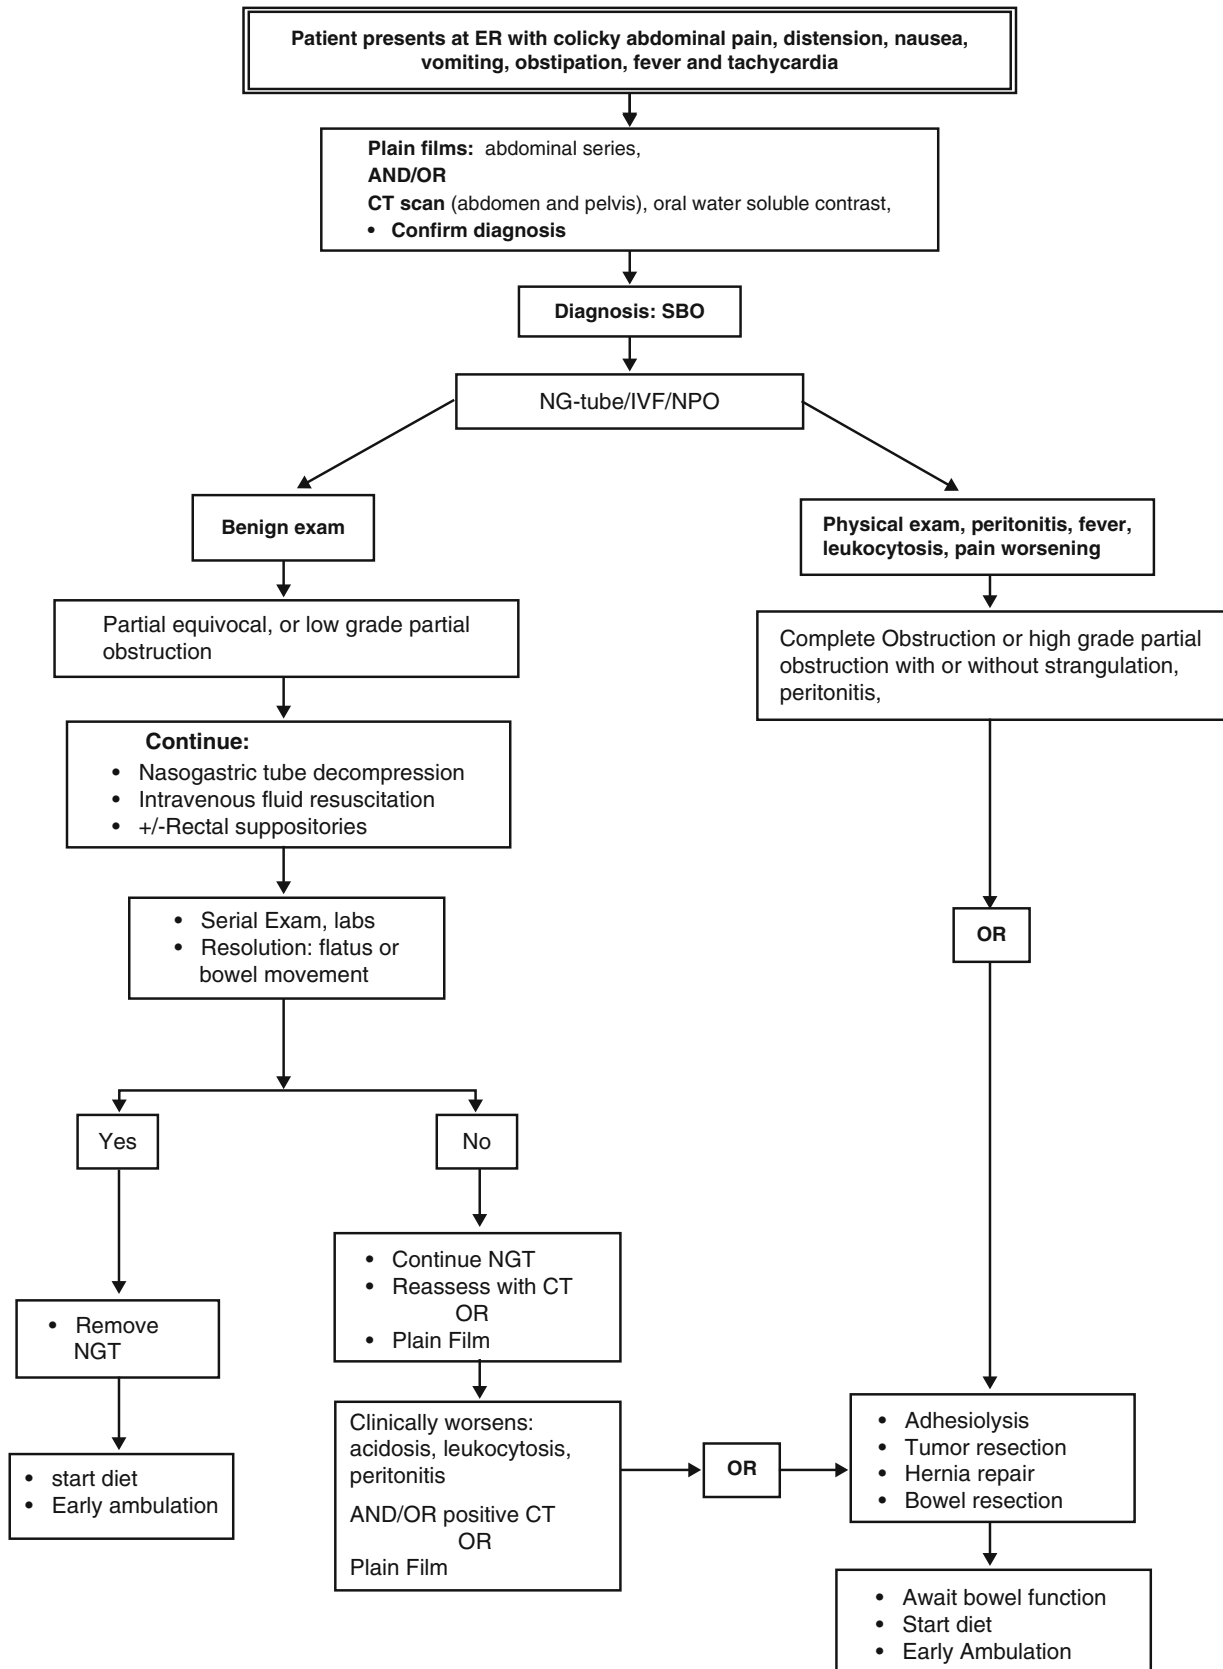 Patient presents at ER with colicky abdominal pain, distension, nausea,
vomiting, obstipation, fever and tachycardia
Plain films: abdominal series,
AND/OR
CT scan (abdomen and pelvis), oral water soluble contrast,
• Confirm diagnosis
Diagnosis: SBO
NG-tube/IVF/NPO
Benign exam
Physical exam, peritonitis, fever,
leukocytosis, pain worsening
Partial equivocal, or low grade partial
obstruction
Complete Obstruction or high grade partial
obstruction with or without strangulation,
peritonitis,
Continue:
• Nasogastric tube decompression
• Intravenous fluid resuscitation
• +/-Rectal suppositories
• Serial Exam, labs
• Resolution: flatus or
bowel movement
OR
Yes
No
• Continue NGT
• Reassess with CT
OR
• Plain Film
• Remove
NGT
Clinically worsens:
acidosis, leukocytosis,
peritonitis
AND/OR positive CT
OR
Plain Film
OR
• Adhesiolysis
• Tumor resection
• Hernia repair
• Bowel resection
• start diet
• Early ambulation
• Await bowel function
• Start diet
• Early Ambulation